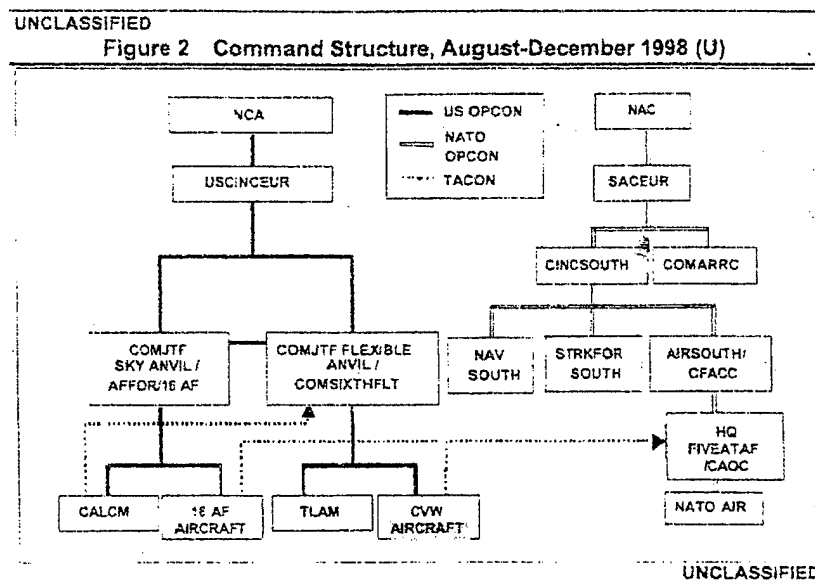 UNCLASSIFIED
Figure 2 Command Structure, August-December 1998 (U)
NCA
US OPCON
NATO
OPCON
TACON
NAC
USCINCEUR
SACEUR
CINCSOUTH
COMARRC
COMJTF
SKY ANVIL /
AFFOR/16 AF
COMJTF FLEXIBLE
ANVIL /
COMSIXTHFLT
NAV
SOUTH
STRKFOR
SOUTH
AIRSOUTH/
CFACC
HQ
FIVEATAF
/CAOC
CALCM
16 AF
AIRCRAFT
TLAM
CVW
AIRCRAFT
NATO AIR
UNCLASSIFIED